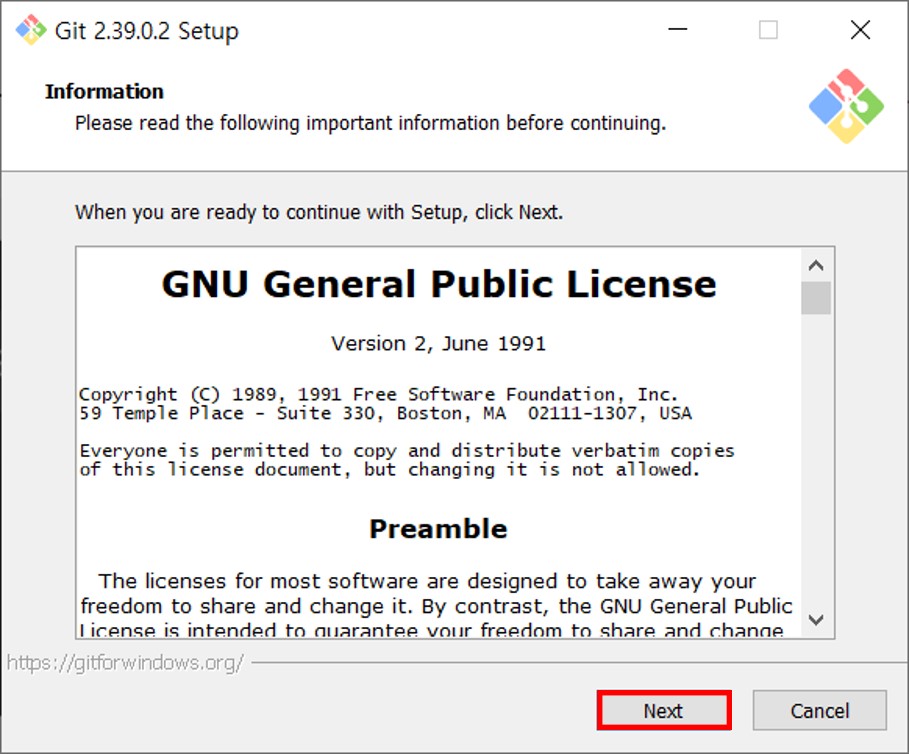 Git 2.39.0.2 Setup
Information
Please read the following important information before continuing.
When you are ready to continue with Setup, click Next.
GNU General Public License
Version 2, June 1991
Copyright (C) 1989, 1991 Free Software Foundation, Inc.
59 Temple Place - Suite 330, Boston, MA  02111-1307, USA
Everyone is permitted to copy and distribute verbatim copies
of this license document, but changing it is not allowed.
Preamble
The licenses for most software are designed to take away your
freedom to share and change it. By contrast, the GNU General Public
License is intended to guarantee your freedom to share and change
https://gitforwindows.org/
Next
Cancel